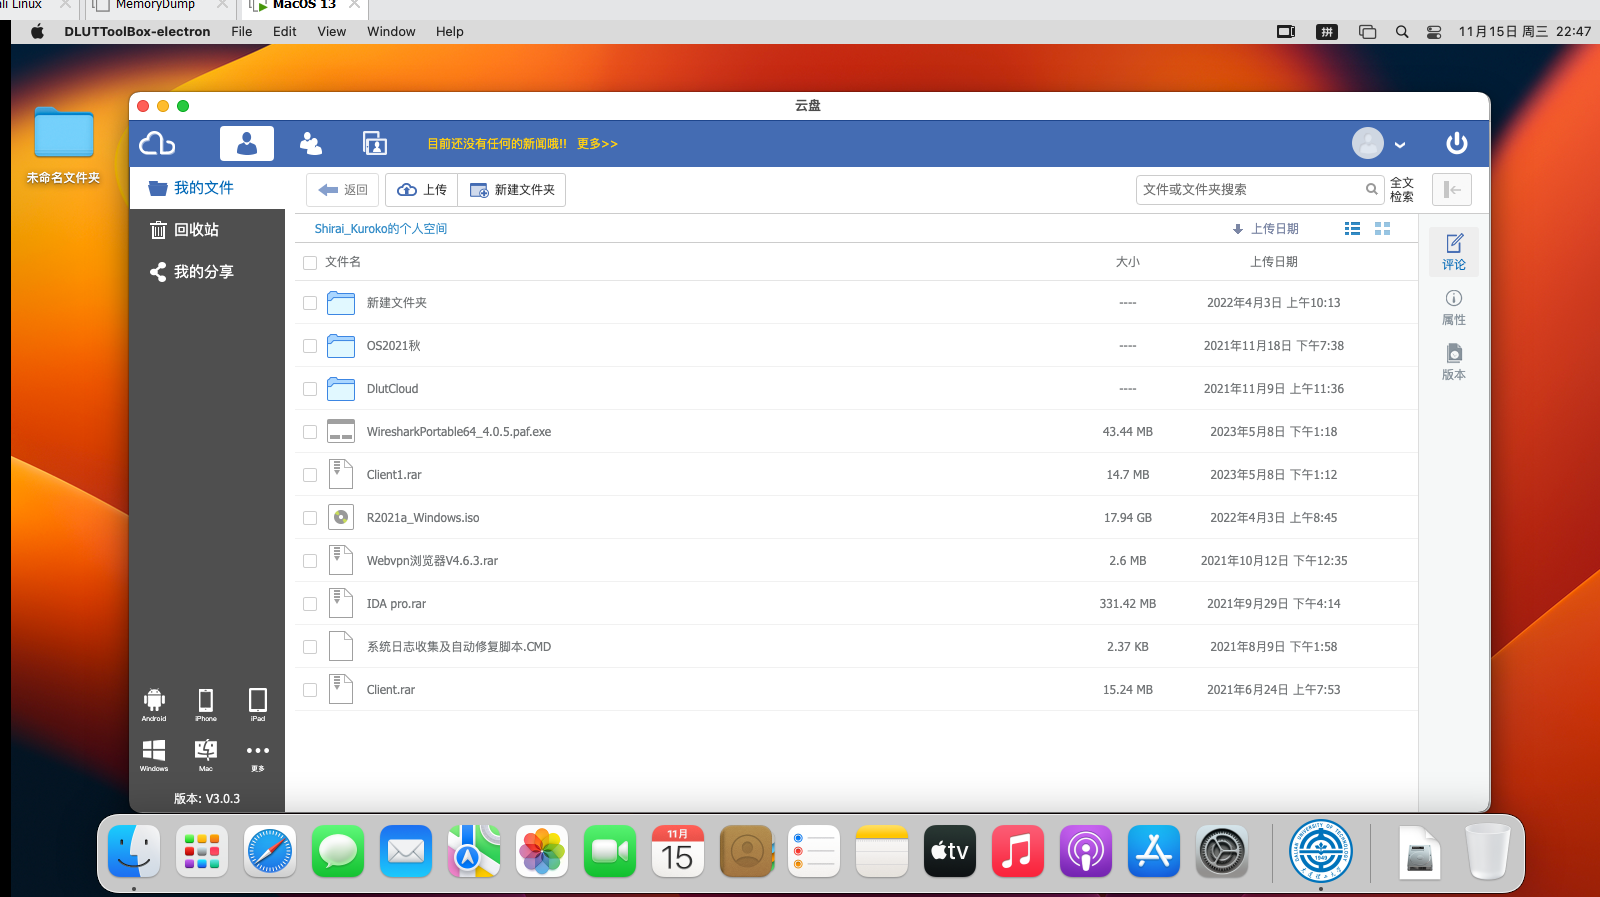 ali Linux
MemoryDump
MacOS 13
DLUTToolBox-electron File Edit View Window Help
拼
11月15日 周三 22:47
未命名文件夹
云盘
目前还没有任何的新闻哦!! 更多>>
我的文件
回收站
我的分享
返回
上传
新建文件夹
文件或文件夹搜索
全文
检索
Shirai_Kuroko的个人空间
上传日期
文件名 大小 上传日期
新建文件夹 ---- 2022年4月3日 上午10:13
OS2021秋 ---- 2021年11月18日 下午7:38
DlutCloud ---- 2021年11月9日 上午11:36
WiresharkPortable64_4.0.5.paf.exe 43.44 MB 2023年5月8日 下午1:18
Client1.rar 14.7 MB 2023年5月8日 下午1:12
R2021a_Windows.iso 17.94 GB 2022年4月3日 上午8:45
Webvpn浏览器V4.6.3.rar 2.6 MB 2021年10月12日 下午12:35
IDA pro.rar 331.42 MB 2021年9月29日 下午4:14
系统日志收集及自动修复脚本.CMD 2.37 KB 2021年8月9日 下午1:58
Client.rar 15.24 MB 2021年6月24日 上午7:53
评论
属性
版本
Android iPhone iPad
Windows Mac 更多
版本: V3.0.3
11月
15
tv
DALIAN UNIVERSITY OF TECHNOLOGY
1949